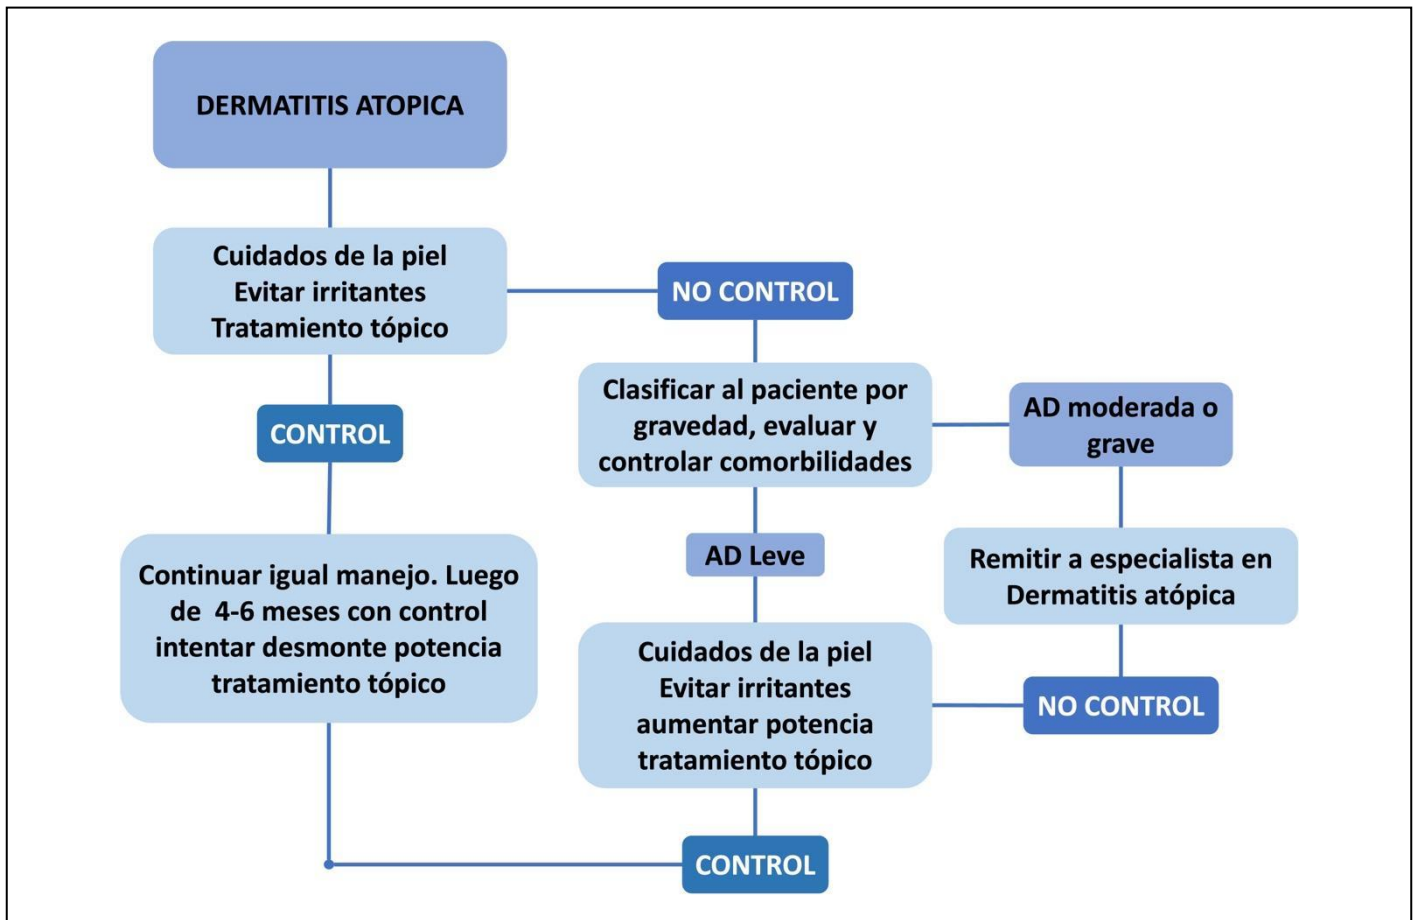 DERMATITIS ATOPICA
Cuidados de la piel
Evitar irritantes
Tratamiento tópico
NO CONTROL
CONTROL
Clasificar al paciente por
gravedad, evaluar y
controlar comorbilidades
AD moderada o
grave
AD Leve
Remitir a especialista en
Dermatitis atópica
Continuar igual manejo. Luego
de 4-6 meses con control
intentar desmonte potencia
tratamiento tópico
Cuidados de la piel
Evitar irritantes
aumentar potencia
tratamiento tópico
NO CONTROL
CONTROL